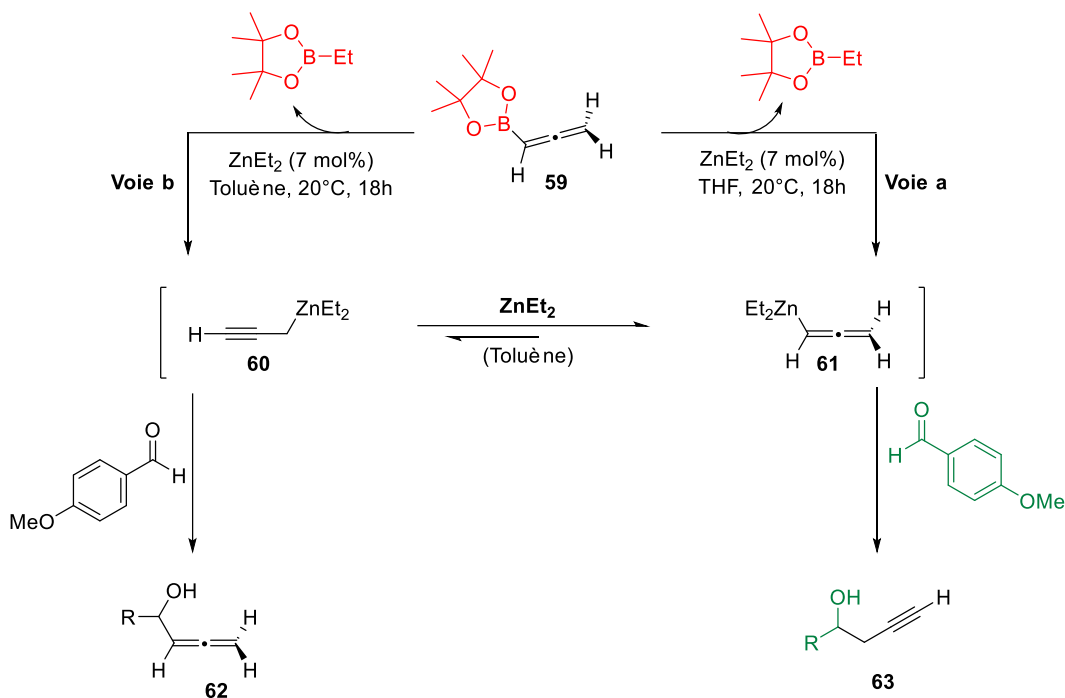 O
B
Et
O
O
B
Et
O
O
B
O
H
H
H
59
ZnEt2 (7 mol%)
Toluène, 20°C, 18h
Voie b
ZnEt2 (7 mol%)
THF, 20°C, 18h
Voie a
ZnEt2
H
60
ZnEt2
(Toluène)
Et2Zn
H
H
H
61
O
H
MeO
O
H
OMe
OH
R
H
H
H
62
OH
R
H
63